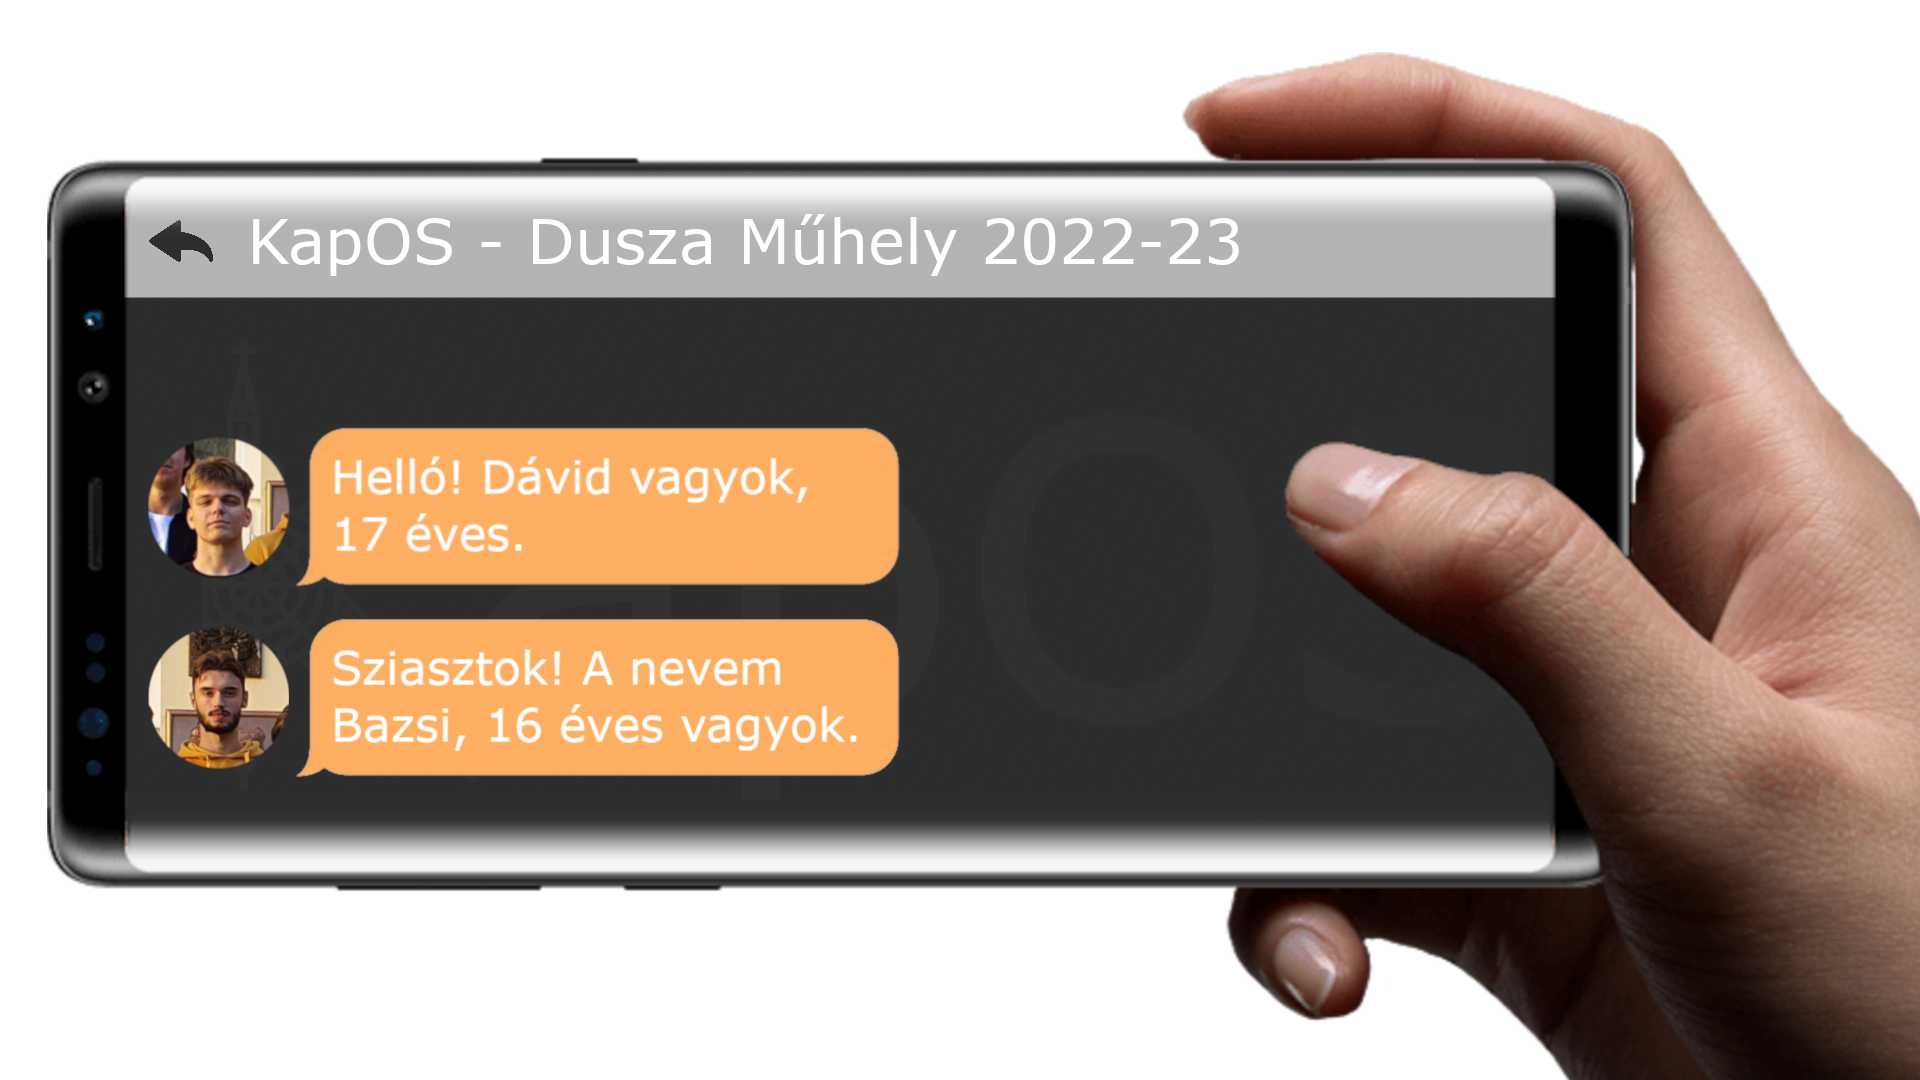 KapOS - Dusza Műhely 2022-23
Helló! Dávid vagyok,
17 éves.
Sziasztok! A nevem
Bazsi, 16 éves vagyok.